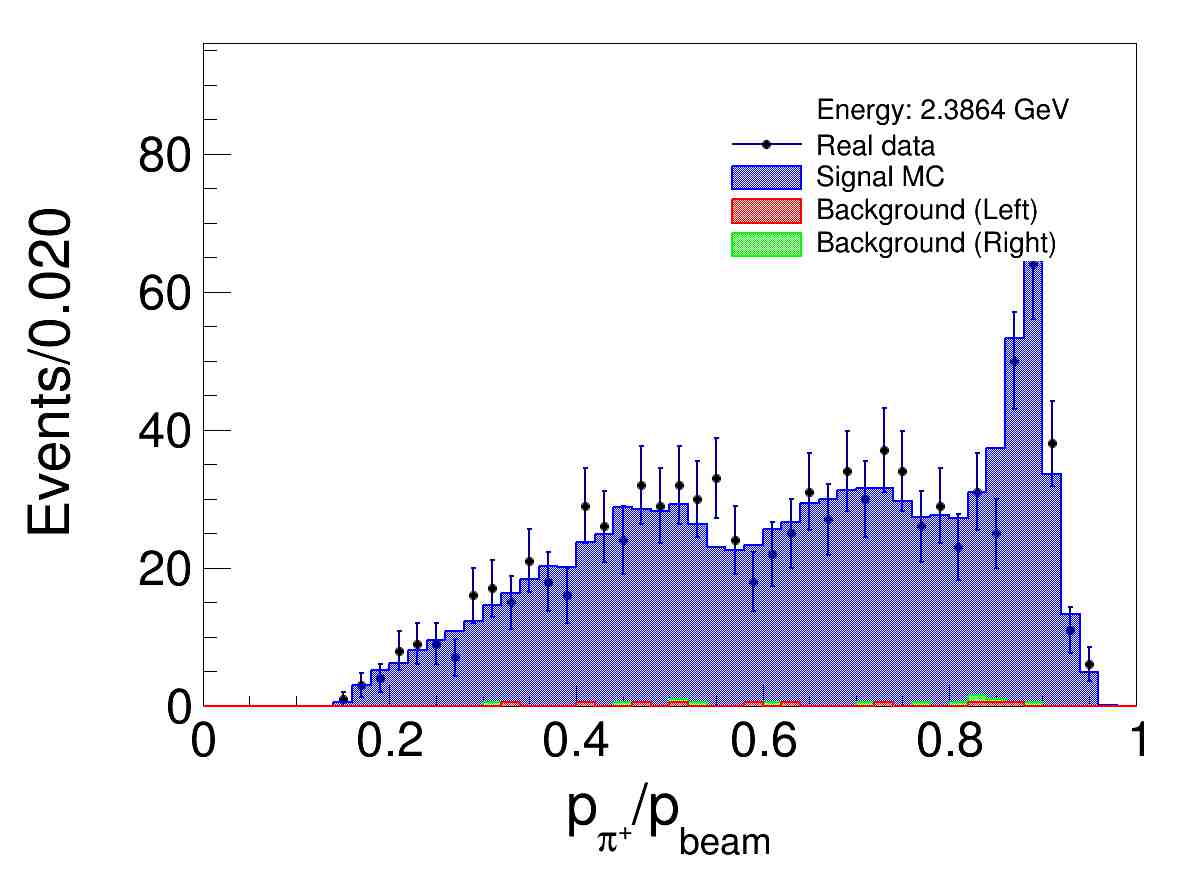 Energy: 2.3864 GeV
Real data
Signal MC
Background (Left)
Background (Right)
Events/0.020
80
60
40
20
0
0 0.2 0.4 0.6 0.8 1
pπ+/pbeam